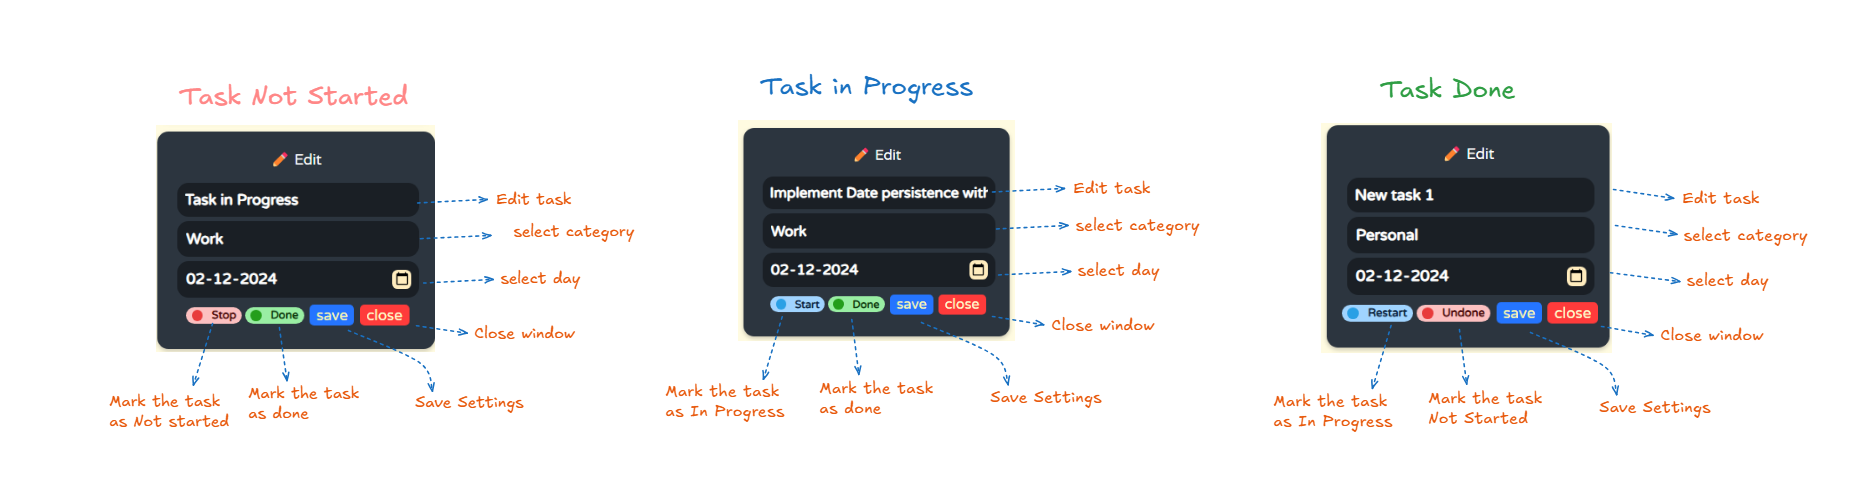 Task Not Started
Edit
Task in Progress
Work
02-12-2024
Stop Done save close
Edit task
select category
select day
Close window
Mark the task
as Not started
Mark the task
as done
Save Settings
Task in Progress
Edit
Implement Date persistence with
Work
02-12-2024
Start Done save close
Edit task
select category
select day
Close window
Mark the task
as In Progress
Mark the task
as done
Save Settings
Task Done
Edit
New task 1
Personal
02-12-2024
Restart Undone save close
Edit task
select category
select day
Close window
Mark the task
as In Progress
Mark the task
Not Started
Save Settings